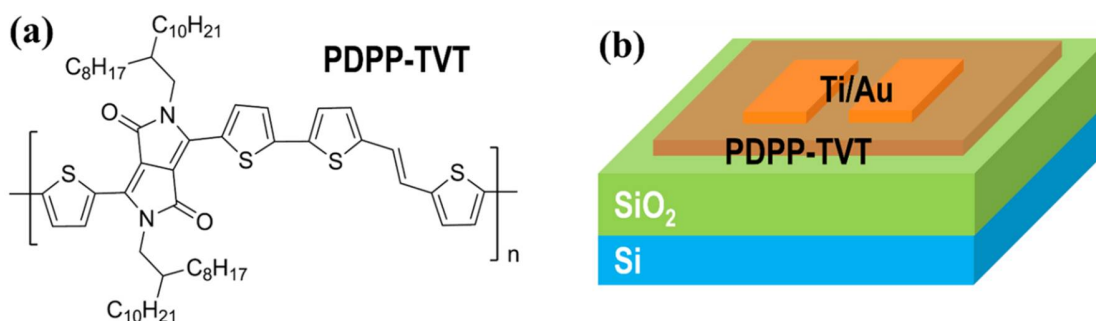 (a)
C₁₀H₂₁
C₈H₁₇
PDPP-TVT
O
N
S
S
S
S
N
O
n
C₈H₁₇
C₁₀H₂₁
(b)
Ti/Au
PDPP-TVT
SiO₂
Si